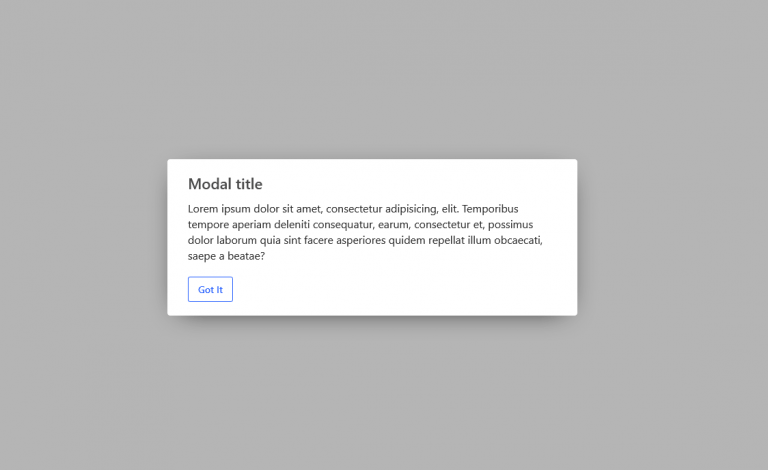 Modal title
Lorem ipsum dolor sit amet, consectetur adipisicing, elit. Temporibus
tempore aperiam deleniti consequatur, earum, consectetur et, possimus
dolor laborum quia sint facere asperiores quidem repellat illum obcaecati,
saepe a beatae?
Got It